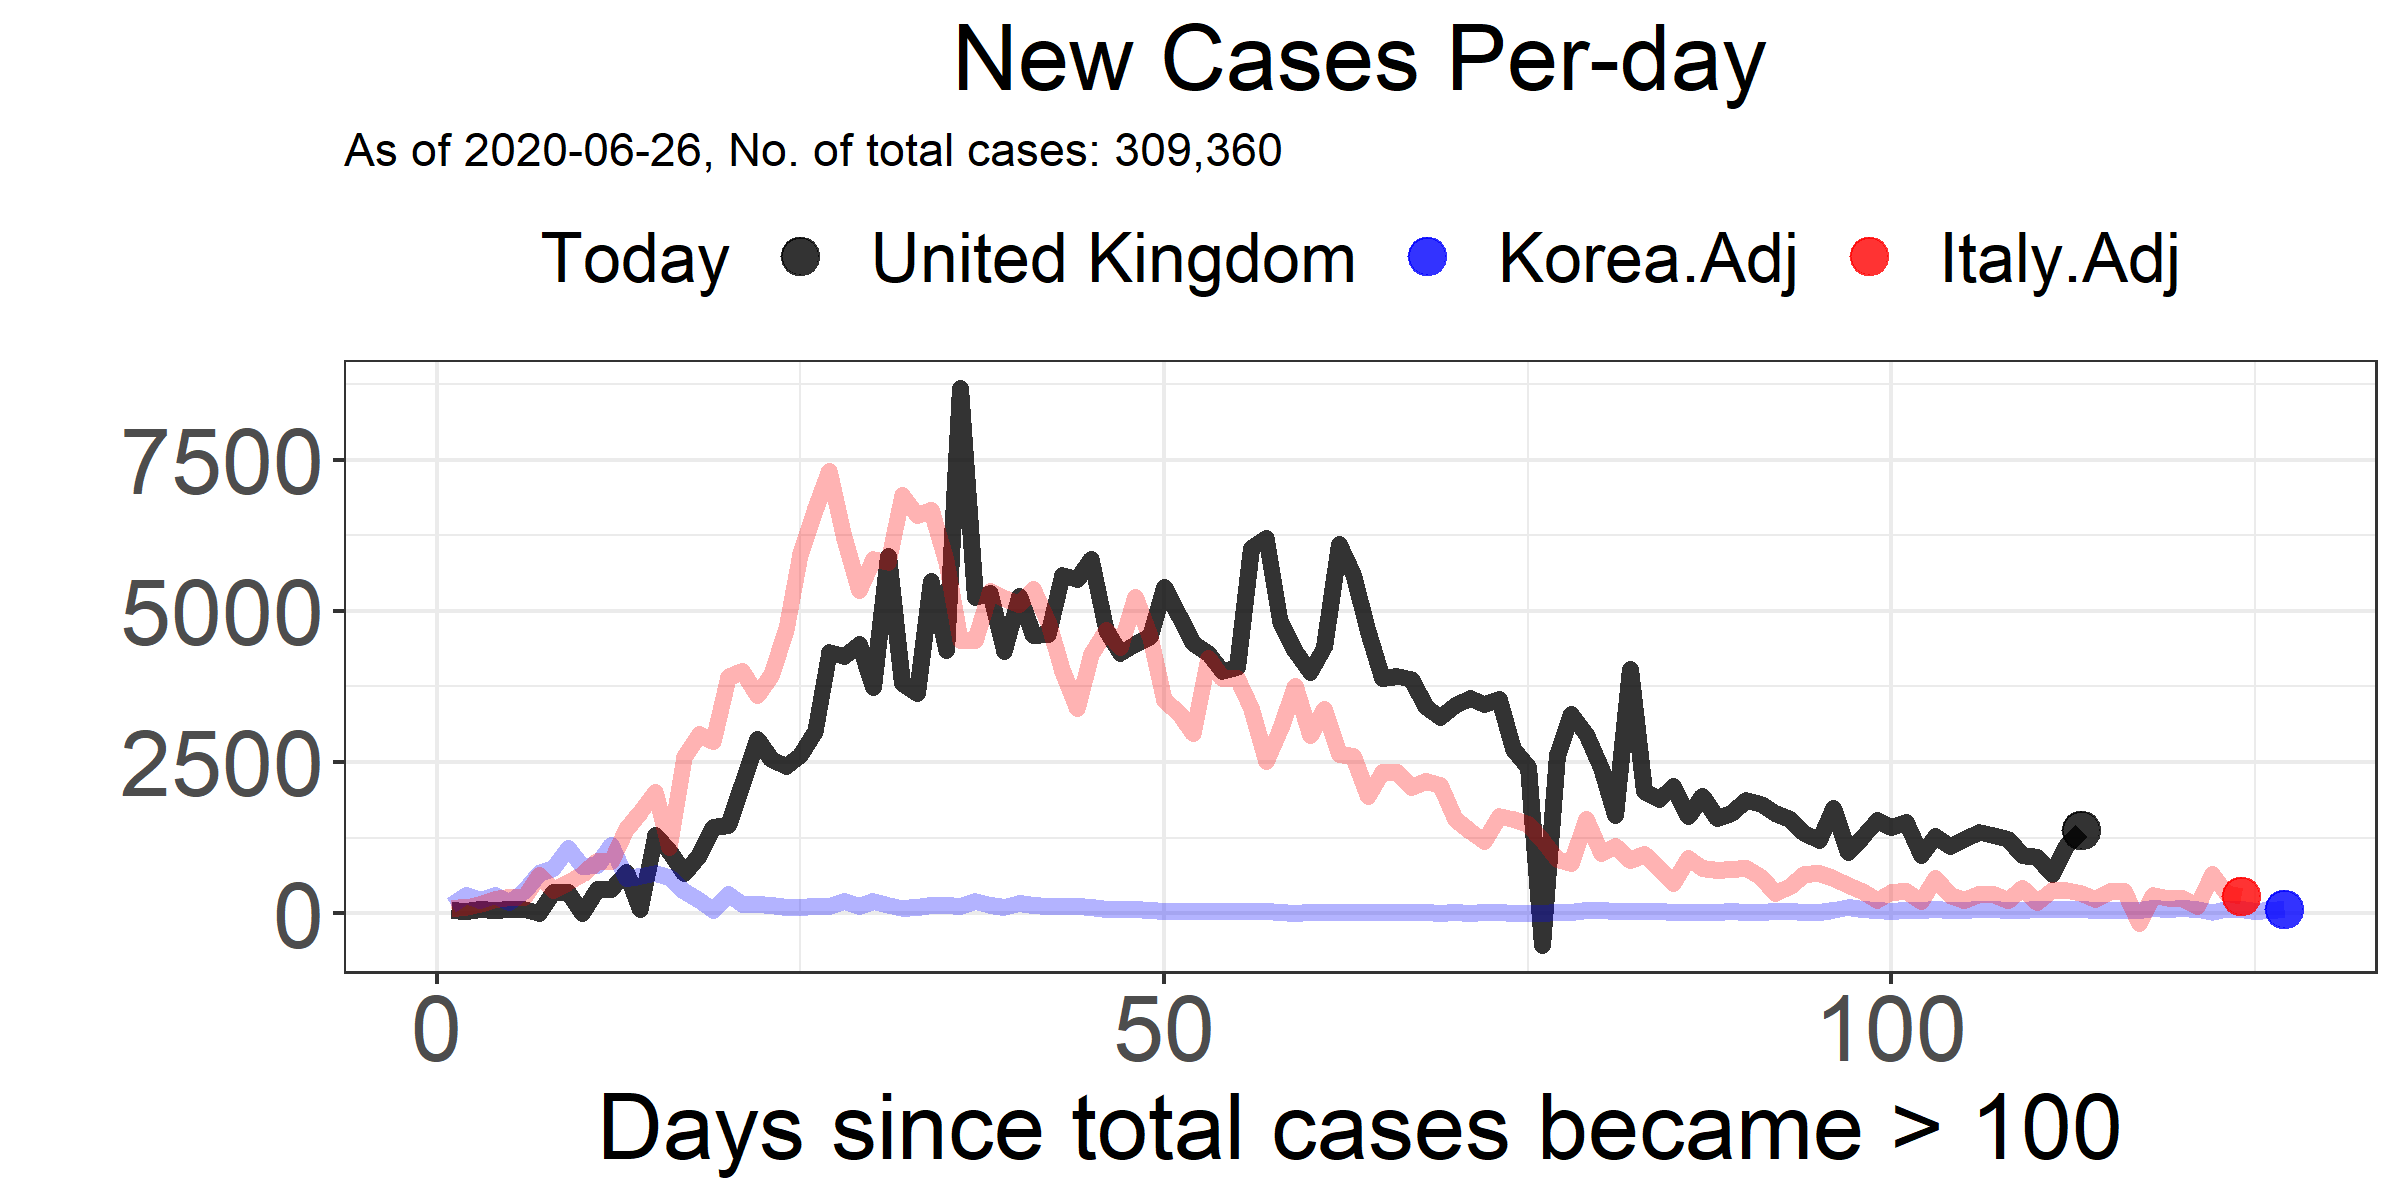 New Cases Per-day
As of 2020-06-26, No. of total cases: 309,360
Today United Kingdom Korea.Adj Italy.Adj
7500
5000
2500
0
0 50 100
Days since total cases became > 100